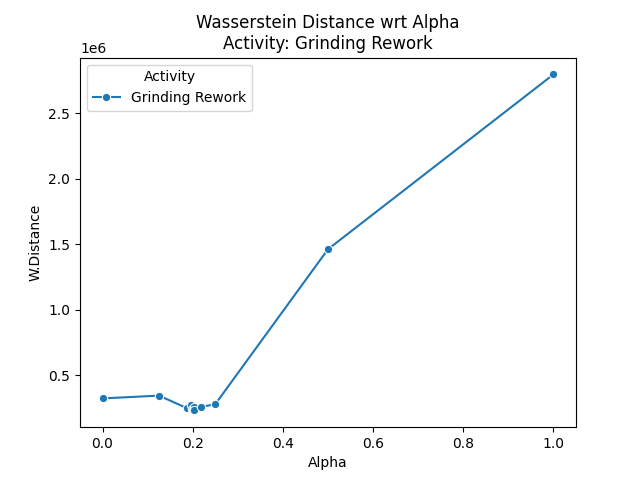 Wasserstein Distance wrt Alpha
Activity: Grinding Rework
1e6
Activity
Grinding Rework
2.5
2.0
1.5
1.0
0.5
W.Distance
0.0
0.2
0.4
0.6
0.8
1.0
Alpha